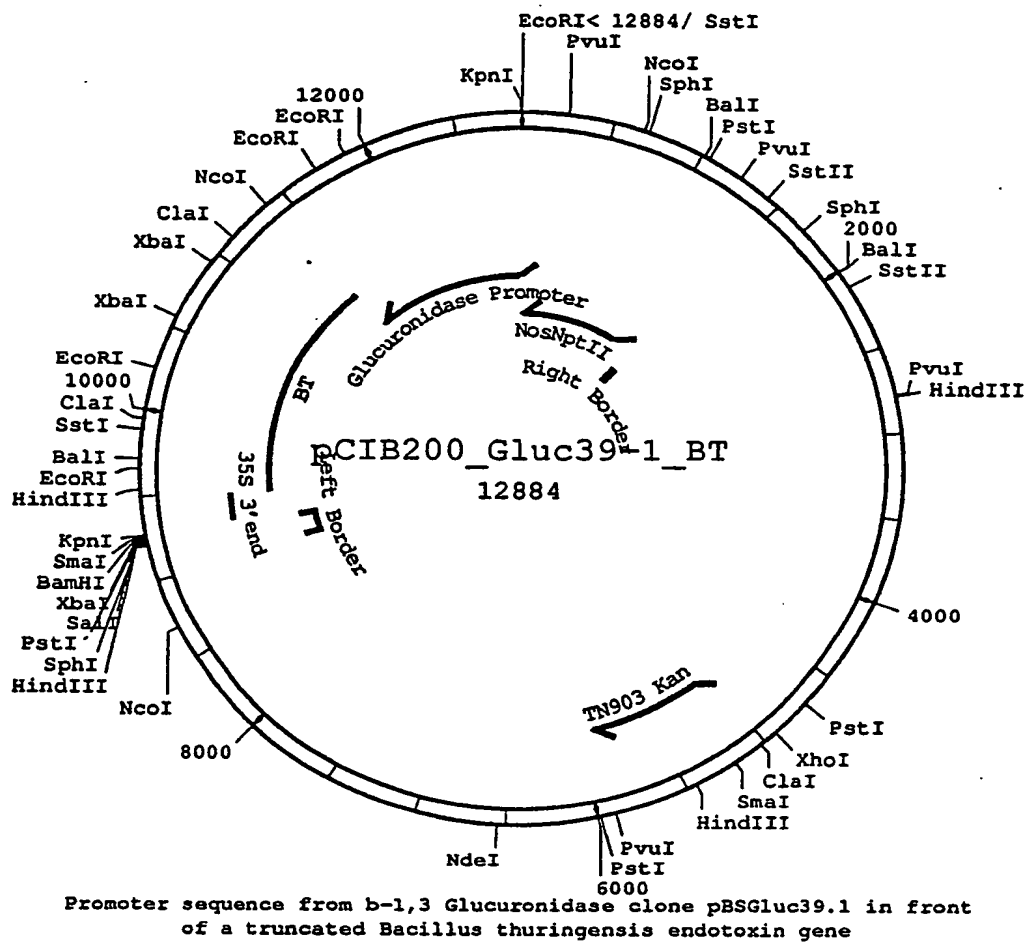 EcoRI< 12884/ SstI
PvuI
KpnI
NcoI
SphI
BalI
PstI
PvuI
SstII
SphI
2000
BalI
SstII
PvuI
HindIII
4000
PstI
XhoI
ClaI
SmaI
HindIII
PvuI
PstI
6000
NdeI
8000
NcoI
HindIII
SphI
PstI
SalI
XbaI
BamHI
SmaI
KpnI
HindIII
EcoRI
BalI
SstI
ClaI
10000
EcoRI
XbaI
XbaI
ClaI
NcoI
EcoRI
EcoRI
12000
Glucuronidase Promoter
NosNptII
Right Border
BT
pCIB200_Gluc39-1_BT
12884
35S 3'end
Left Border
TN903 Kan
Promoter sequence from b-1,3 Glucuronidase clone pBSGluc39.1 in front
of a truncated Bacillus thuringensis endotoxin gene